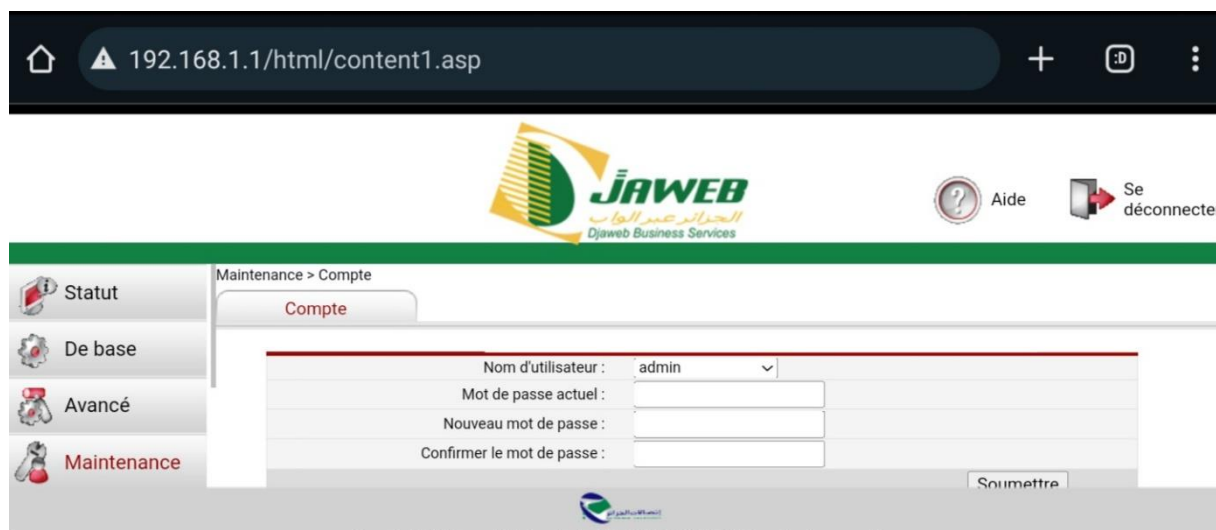 192.168.1.1/html/content1.asp
:D
JAWEB
الجزائر عبر الواب
Djaweb Business Services
Aide
Se
déconnecte
Maintenance > Compte
Statut
Compte
De base
Avancé
Maintenance
Nom d'utilisateur :
admin
Mot de passe actuel :
Nouveau mot de passe :
Confirmer le mot de passe :
Soumettre
إتصالات الجزائر